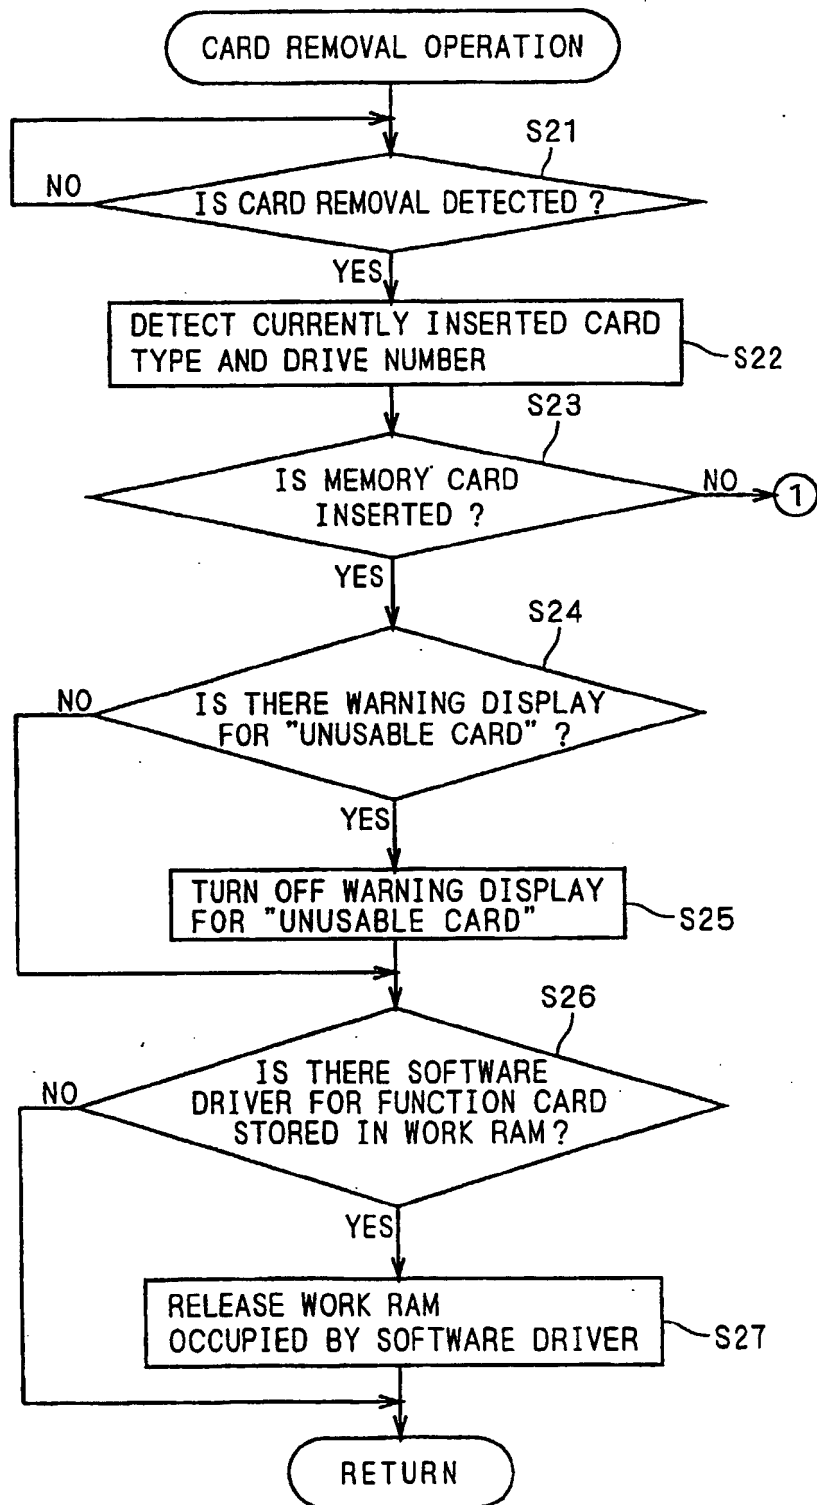 CARD REMOVAL OPERATION
S21
NO
IS CARD REMOVAL DETECTED ?
YES
DETECT CURRENTLY INSERTED CARD
TYPE AND DRIVE NUMBER
S22
S23
IS MEMORY CARD
INSERTED ?
NO
1
YES
S24
NO
IS THERE WARNING DISPLAY
FOR "UNUSABLE CARD" ?
YES
TURN OFF WARNING DISPLAY
FOR "UNUSABLE CARD"
S25
S26
IS THERE SOFTWARE
NO
DRIVER FOR FUNCTION CARD
STORED IN WORK RAM?
YES
RELEASE WORK RAM
OCCUPIED BY SOFTWARE DRIVER
S27
RETURN